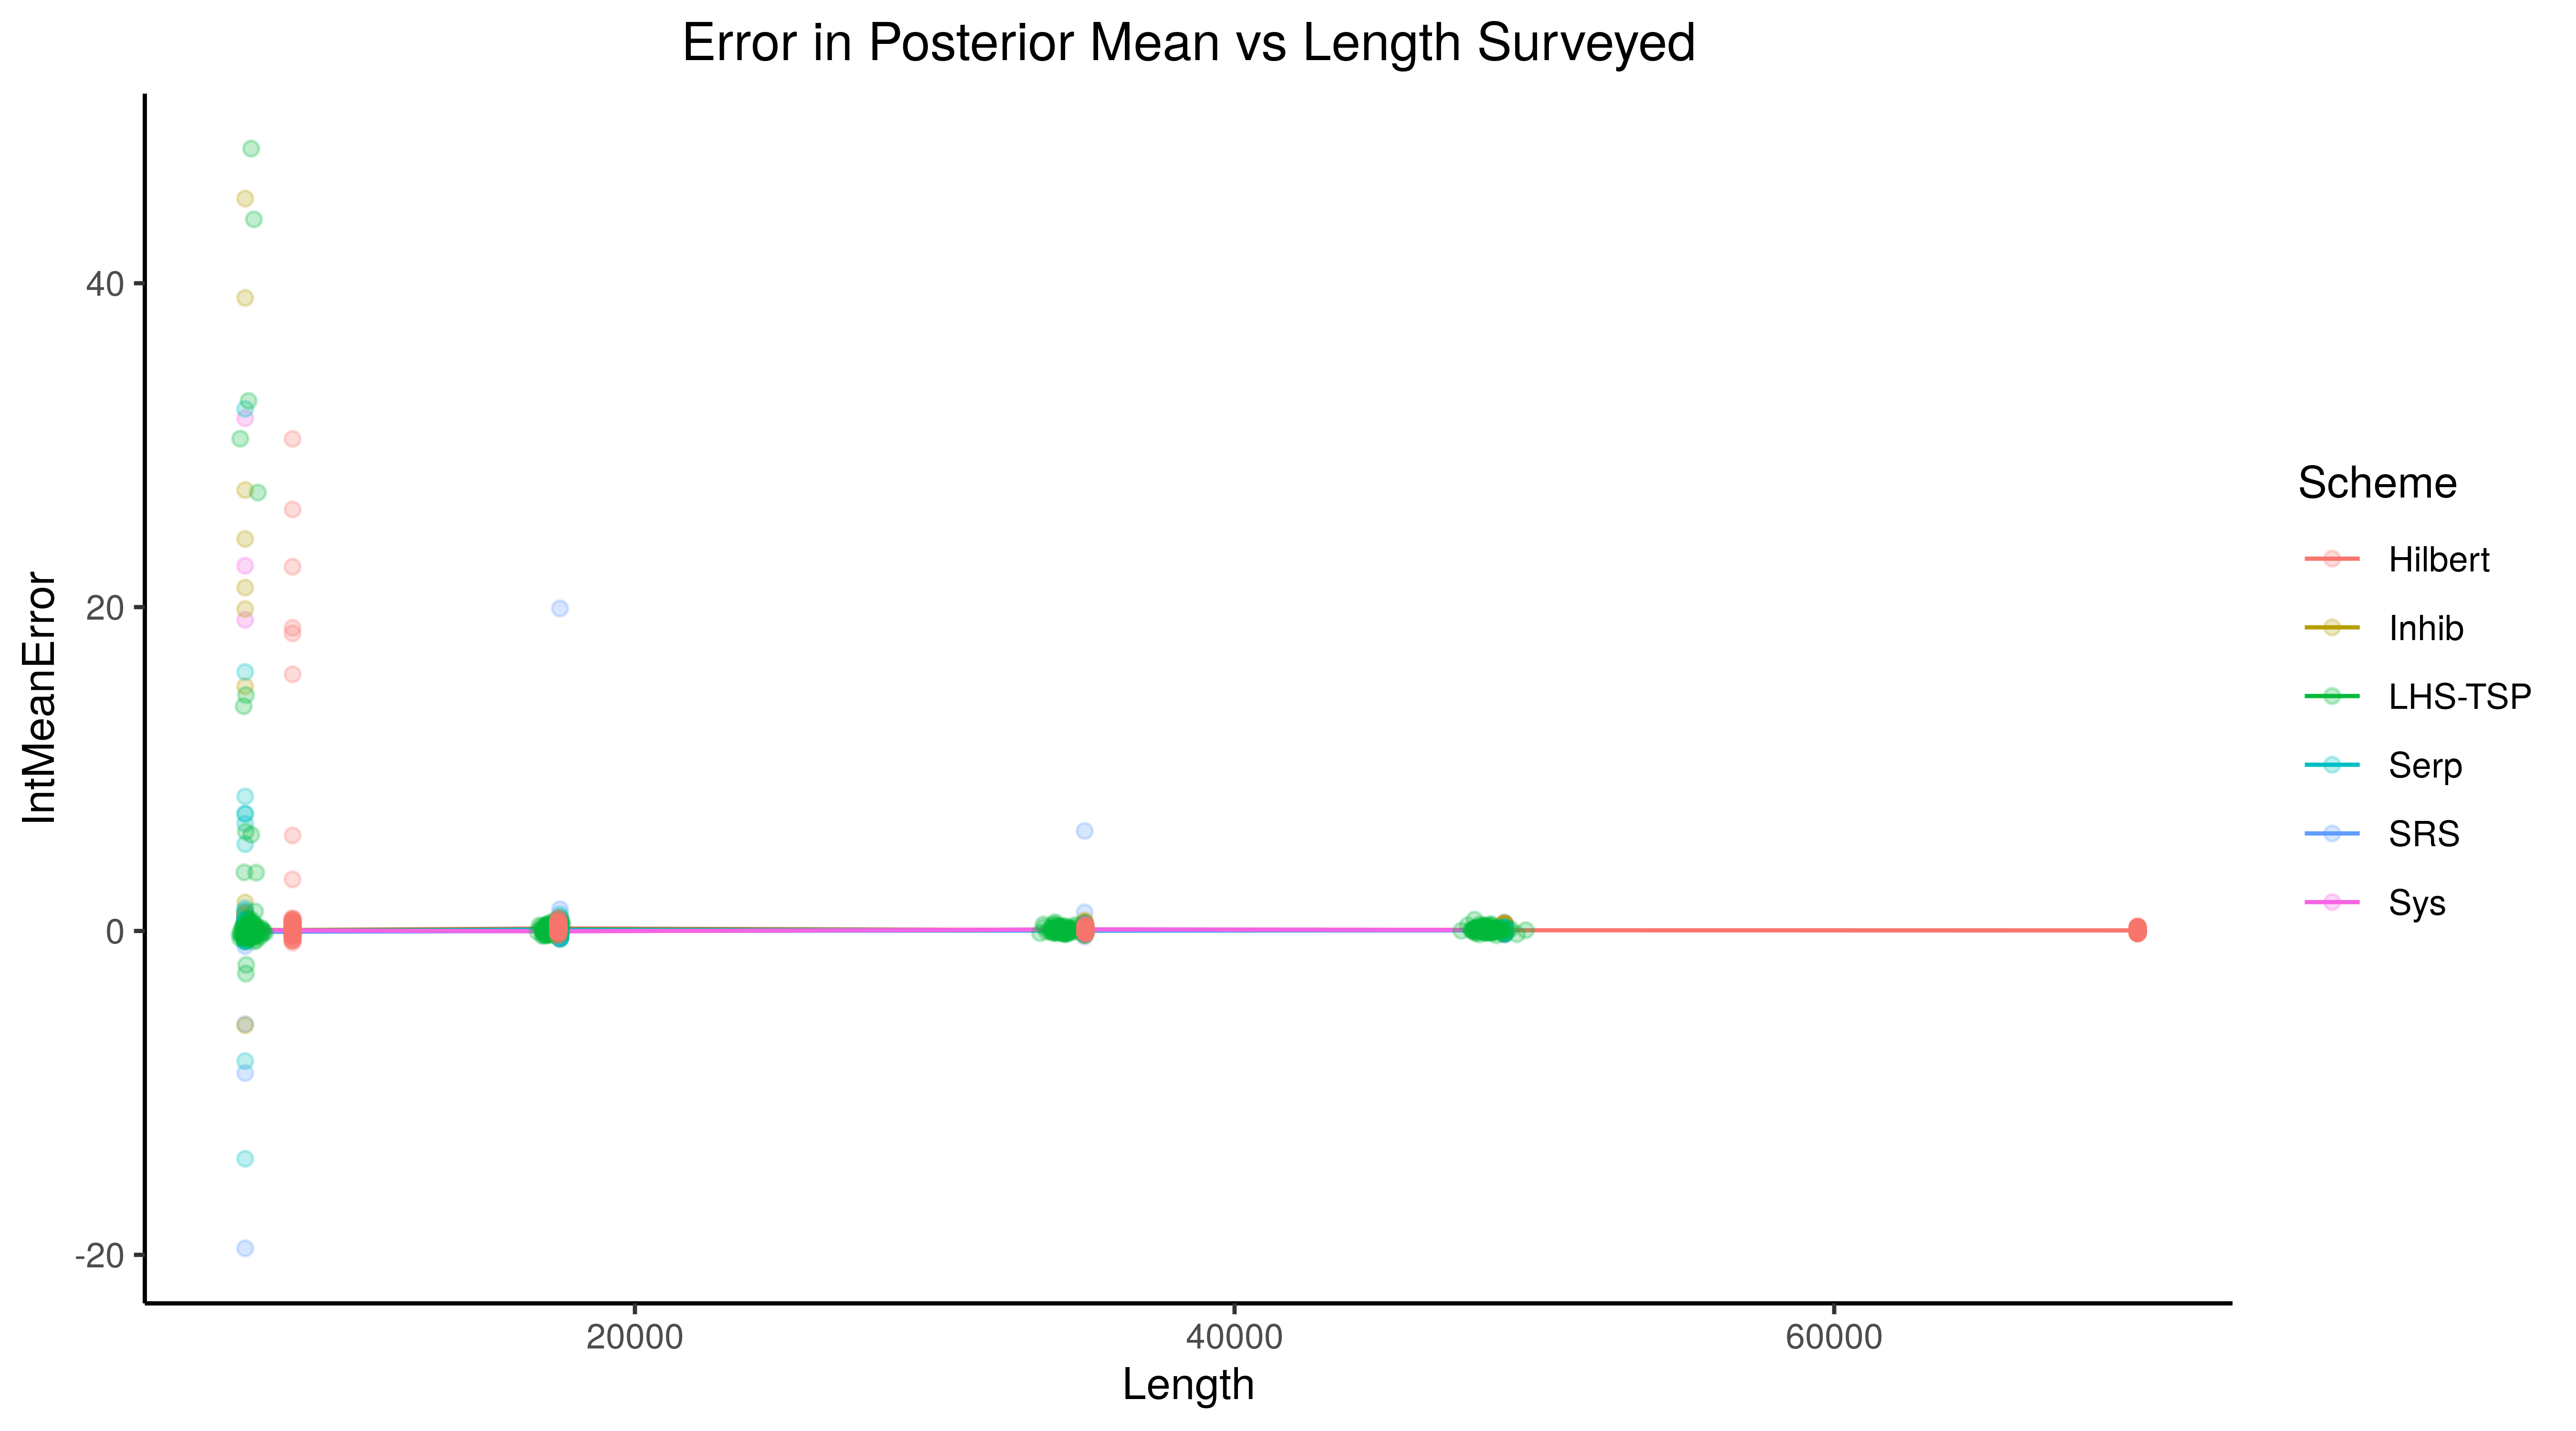 Error in Posterior Mean vs Length Surveyed
IntMeanError
40
20
0
-20
20000
40000
60000
Length
Scheme
Hilbert
Inhib
LHS-TSP
Serp
SRS
Sys